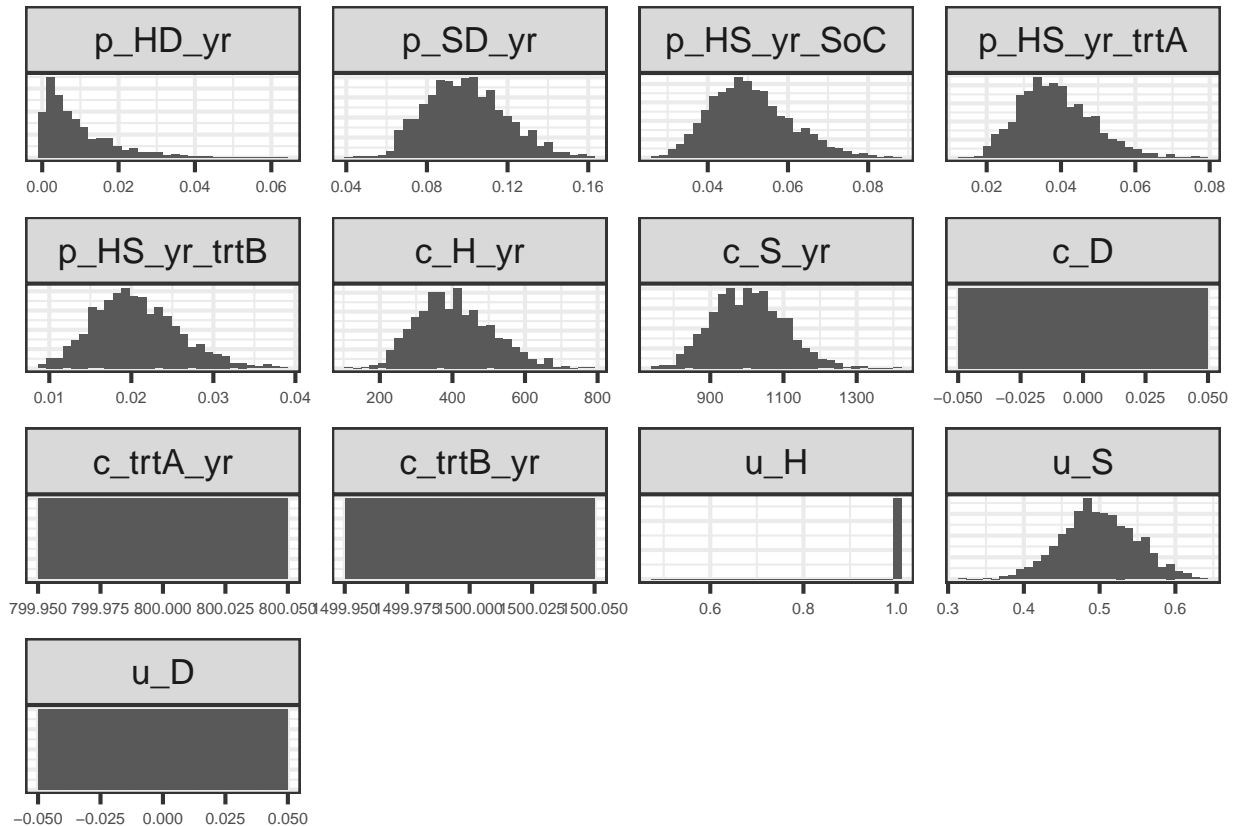 p_HD_yr p_SD_yr p_HS_yr_SoC p_HS_yr_trtA
0.00 0.02 0.04 0.06 0.04 0.08 0.12 0.16 0.04 0.06 0.08 0.02 0.04 0.06 0.08
p_HS_yr_trtB c_H_yr c_S_yr c_D
0.01 0.02 0.03 0.04 200 400 600 800 900 1100 1300 −0.050 −0.025 0.000 0.025 0.050
c_trtA_yr c_trtB_yr u_H u_S
799.950 799.975 800.000 800.025 800.050 1499.950 1499.975 1500.000 1500.025 1500.050 0.6 0.8 1.0 0.3 0.4 0.5 0.6
u_D
−0.050 −0.025 0.000 0.025 0.050